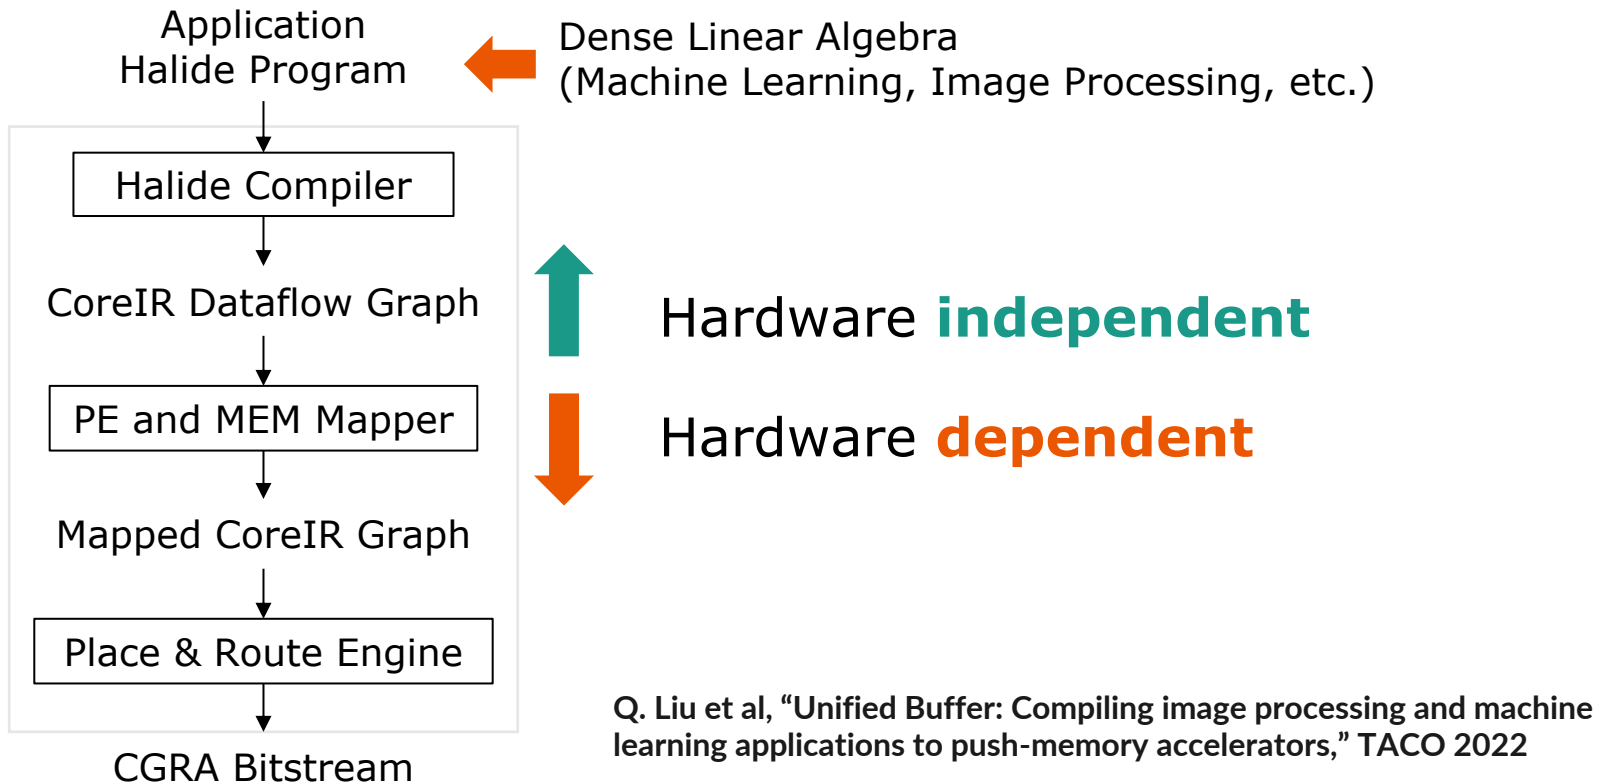 Application
Halide Program
Dense Linear Algebra
(Machine Learning, Image Processing, etc.)
Halide Compiler
CoreIR Dataflow Graph
Hardware independent
PE and MEM Mapper
Hardware dependent
Mapped CoreIR Graph
Place & Route Engine
CGRA Bitstream
Q. Liu et al, “Unified Buffer: Compiling image processing and machine
learning applications to push-memory accelerators,” TACO 2022